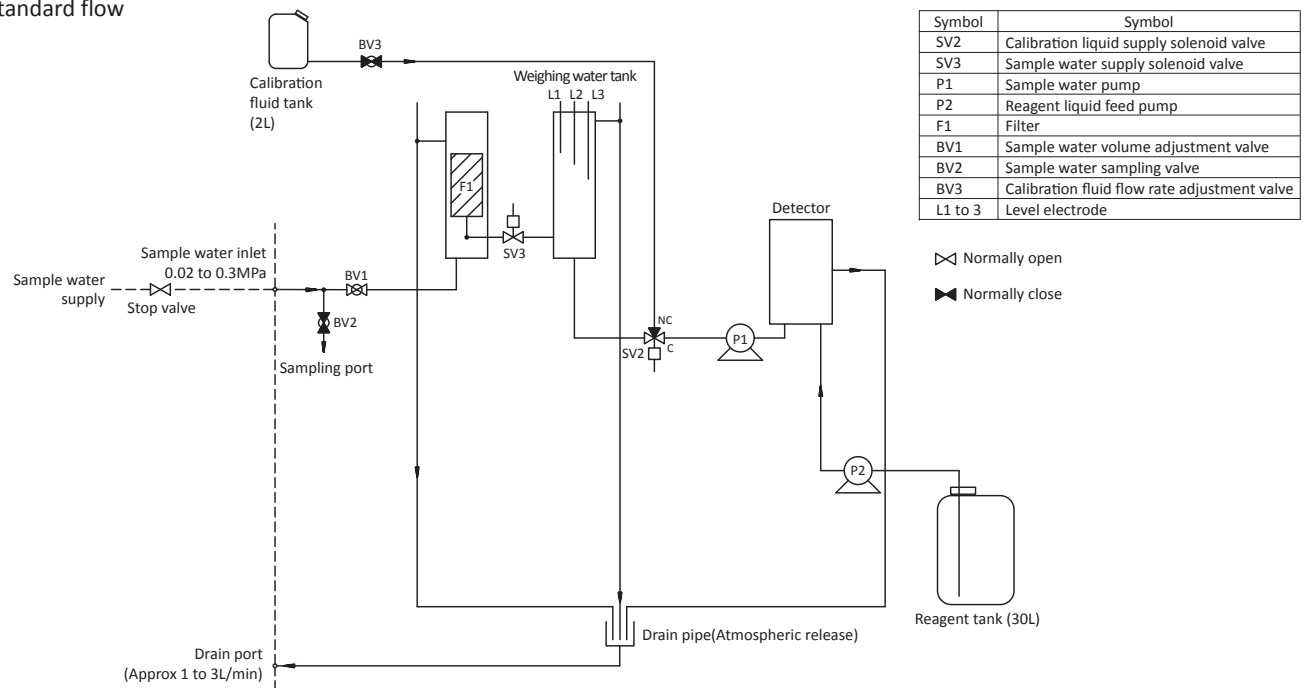 tandard flow
BV3
Calibration
fluid tank
(2L)
Weighing water tank
L1 L2 L3
F1
SV3
Detector
Sample water inlet
0.02 to 0.3MPa
Sample water
supply
Stop valve
BV1
BV2
Sampling port
NC
SV2 C
P1
P2
Reagent tank (30L)
Drain pipe(Atmospheric release)
Drain port
(Approx 1 to 3L/min)
Symbol Symbol
SV2 Calibration liquid supply solenoid valve
SV3 Sample water supply solenoid valve
P1 Sample water pump
P2 Reagent liquid feed pump
F1 Filter
BV1 Sample water volume adjustment valve
BV2 Sample water sampling valve
BV3 Calibration fluid flow rate adjustment valve
L1 to 3 Level electrode
Normally open
Normally close